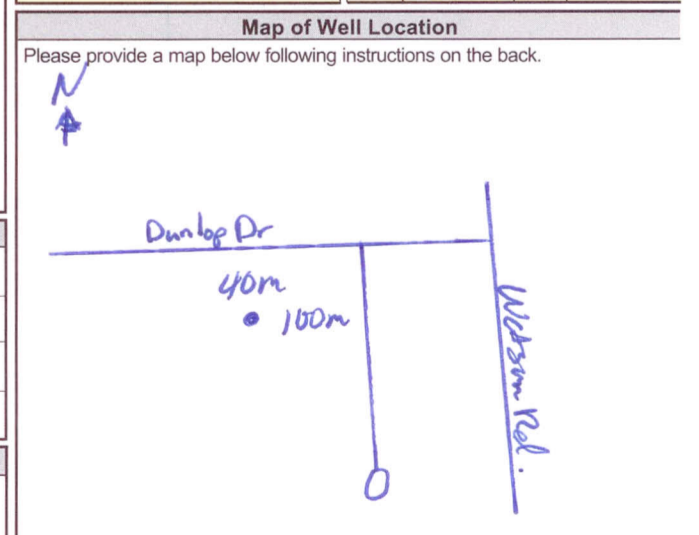 Map of Well Location
Please provide a map below following instructions on the back.
N
Dunlop Dr
40m
100m
Watson Rd.